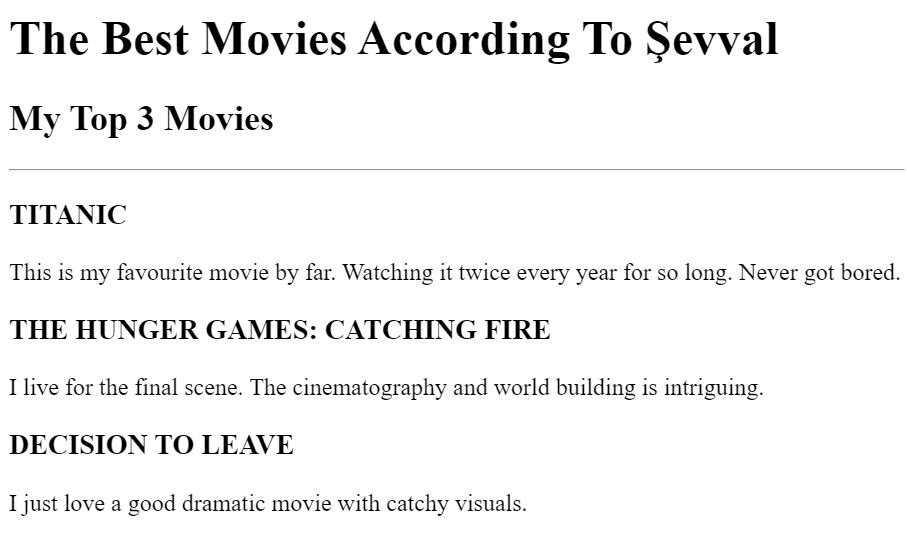 The Best Movies According To Şevval
My Top 3 Movies
TITANIC
This is my favourite movie by far. Watching it twice every year for so long. Never got bored.
THE HUNGER GAMES: CATCHING FIRE
I live for the final scene. The cinematography and world building is intriguing.
DECISION TO LEAVE
I just love a good dramatic movie with catchy visuals.